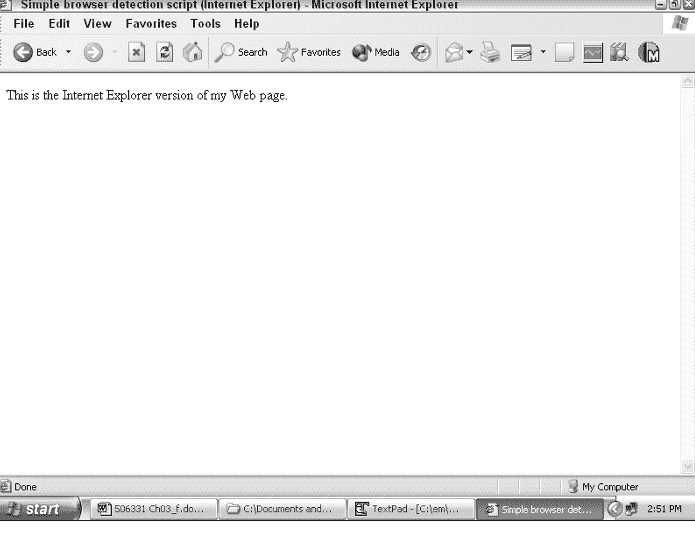 Simple browser detection script (Internet Explorer) - Microsoft Internet Explorer
File Edit View Favorites Tools Help
Back Search Favorites Media
This is the Internet Explorer version of my Web page.
Done My Computer
start 506331 Ch03_f.do... C:\Documents and... TextPad - [C:\em\... Simple browser det... 2:51 PM